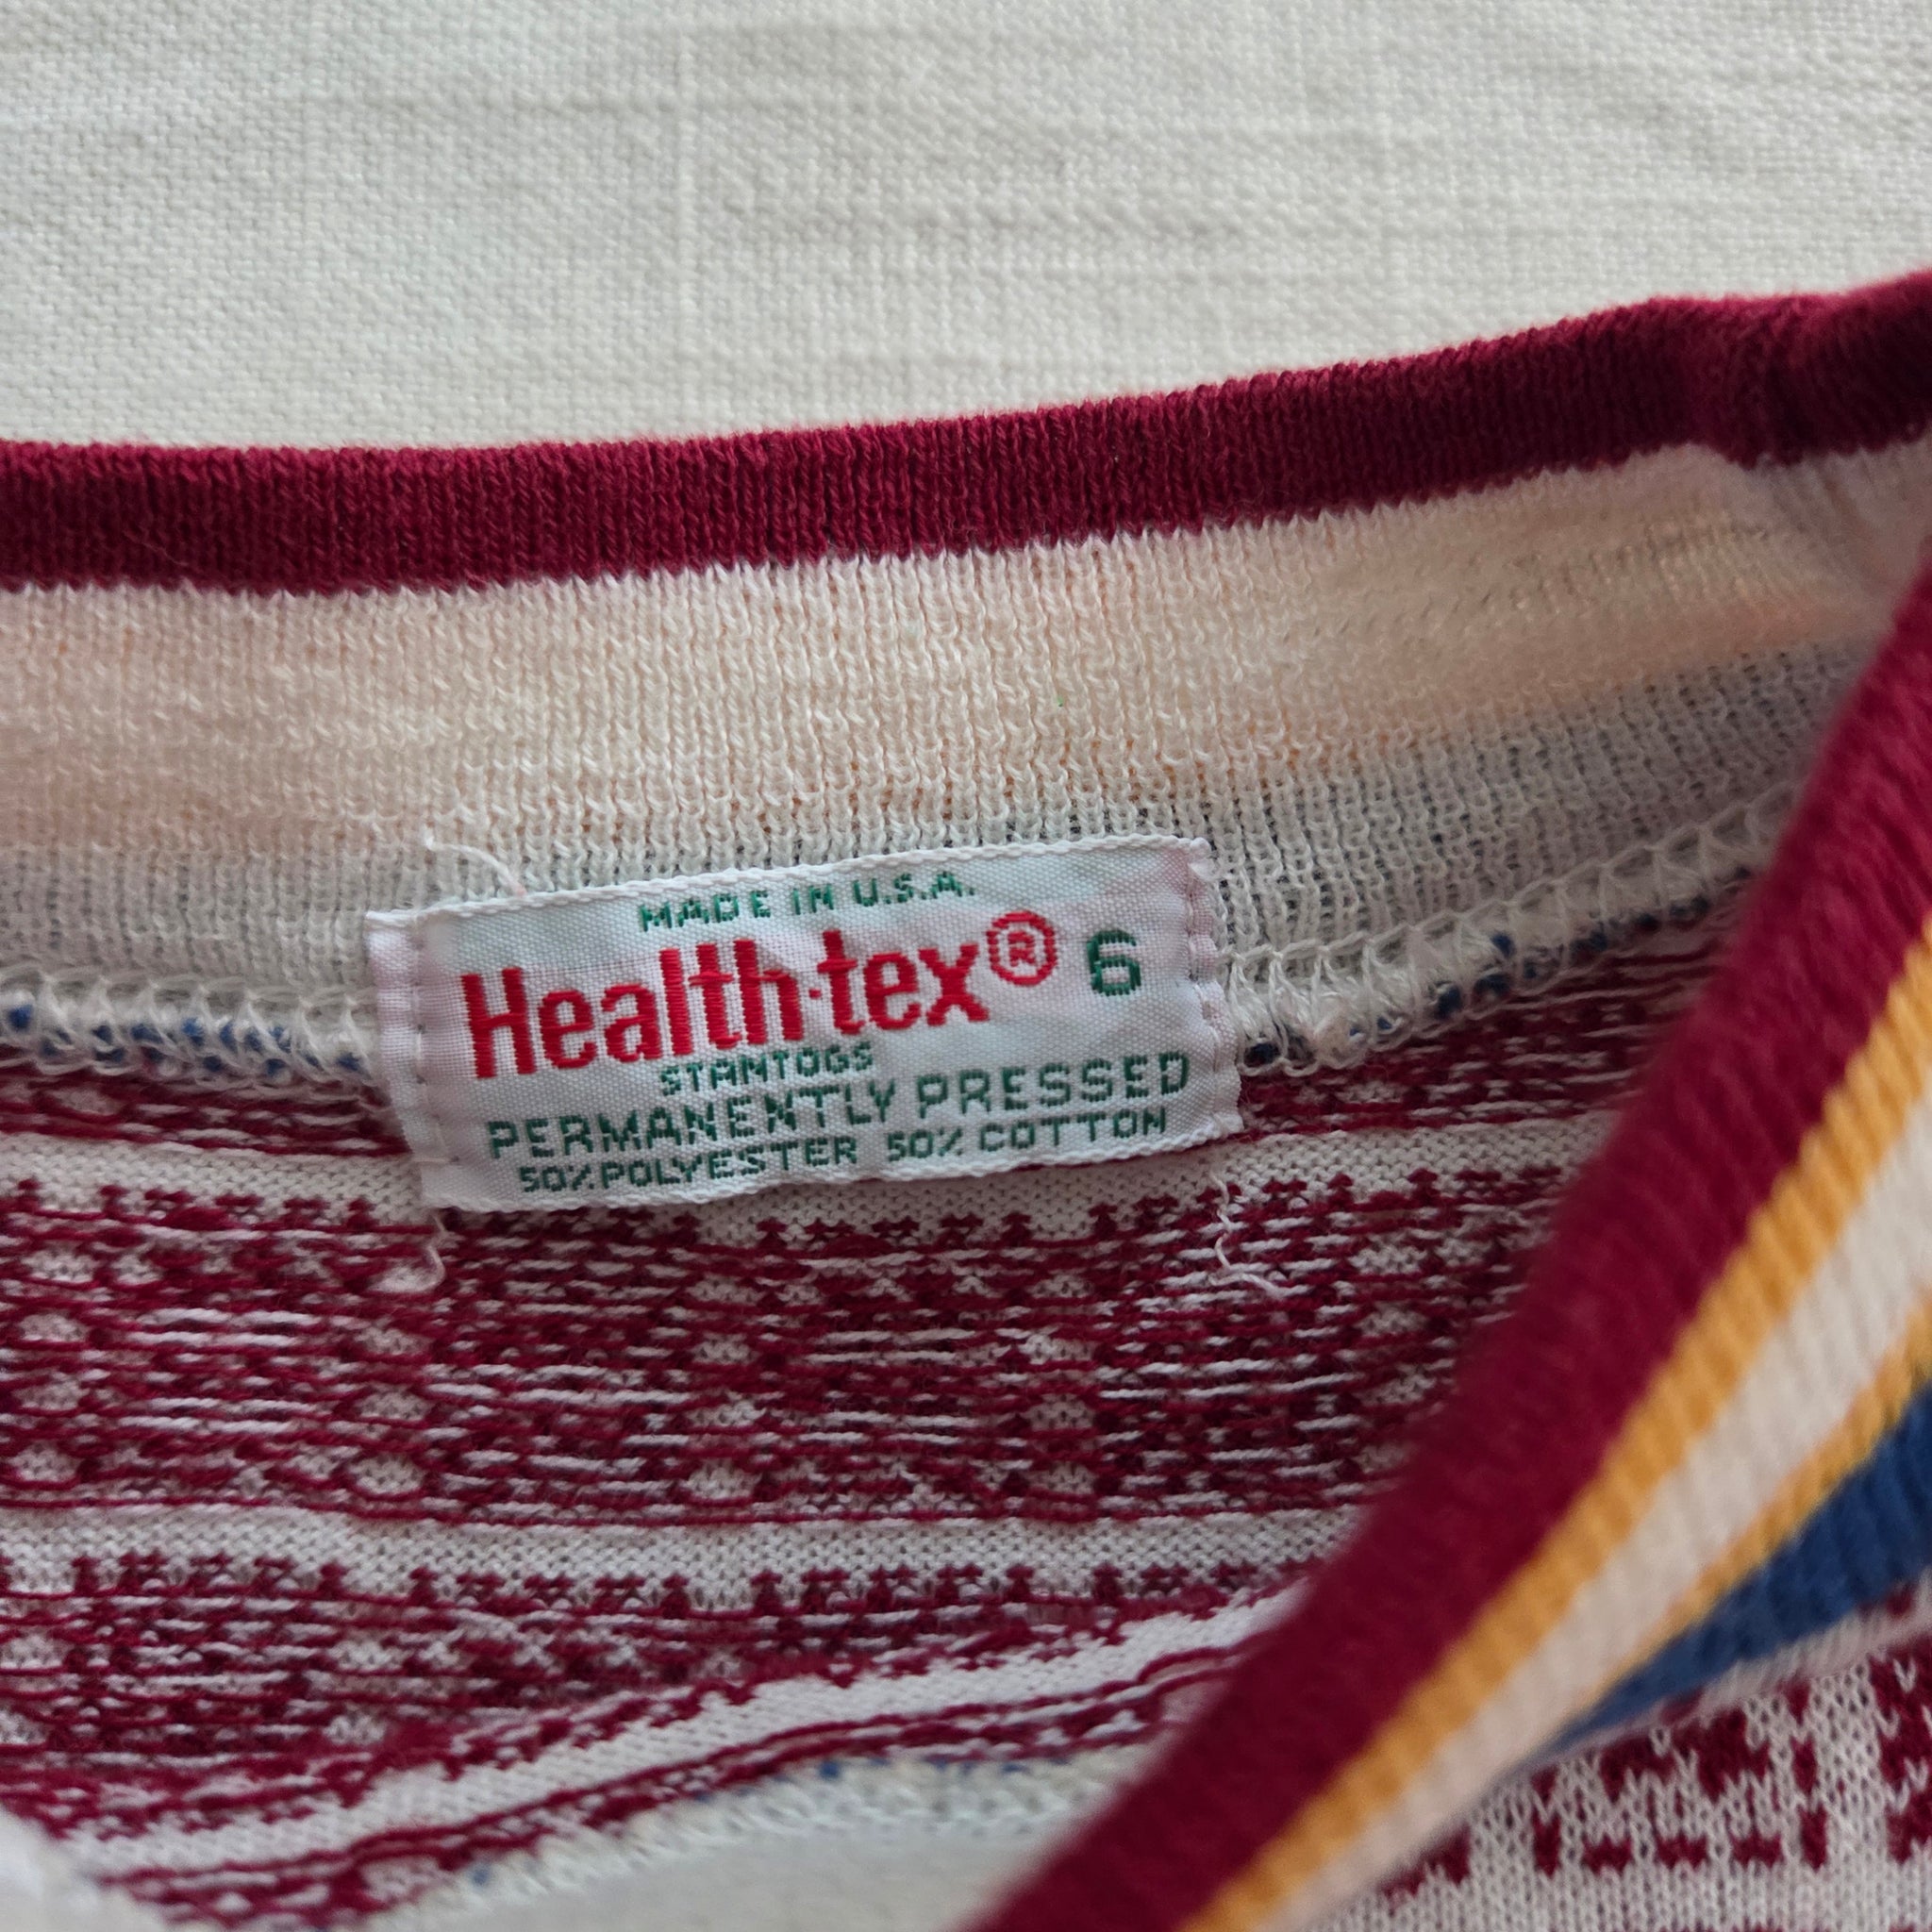 MADE IN U.S.A.
Health·tex® 6
STANTOGS
PERMANENTLY PRESSED
50% POLYESTER 50% COTTON